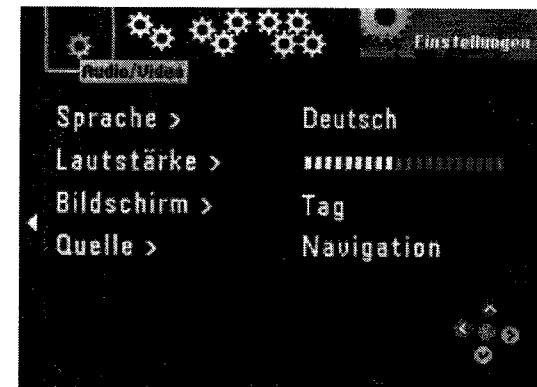 Einstellungen
Audio/Video
Sprache > Deutsch
Lautstärke >
Bildschirm > Tag
Quelle > Navigation